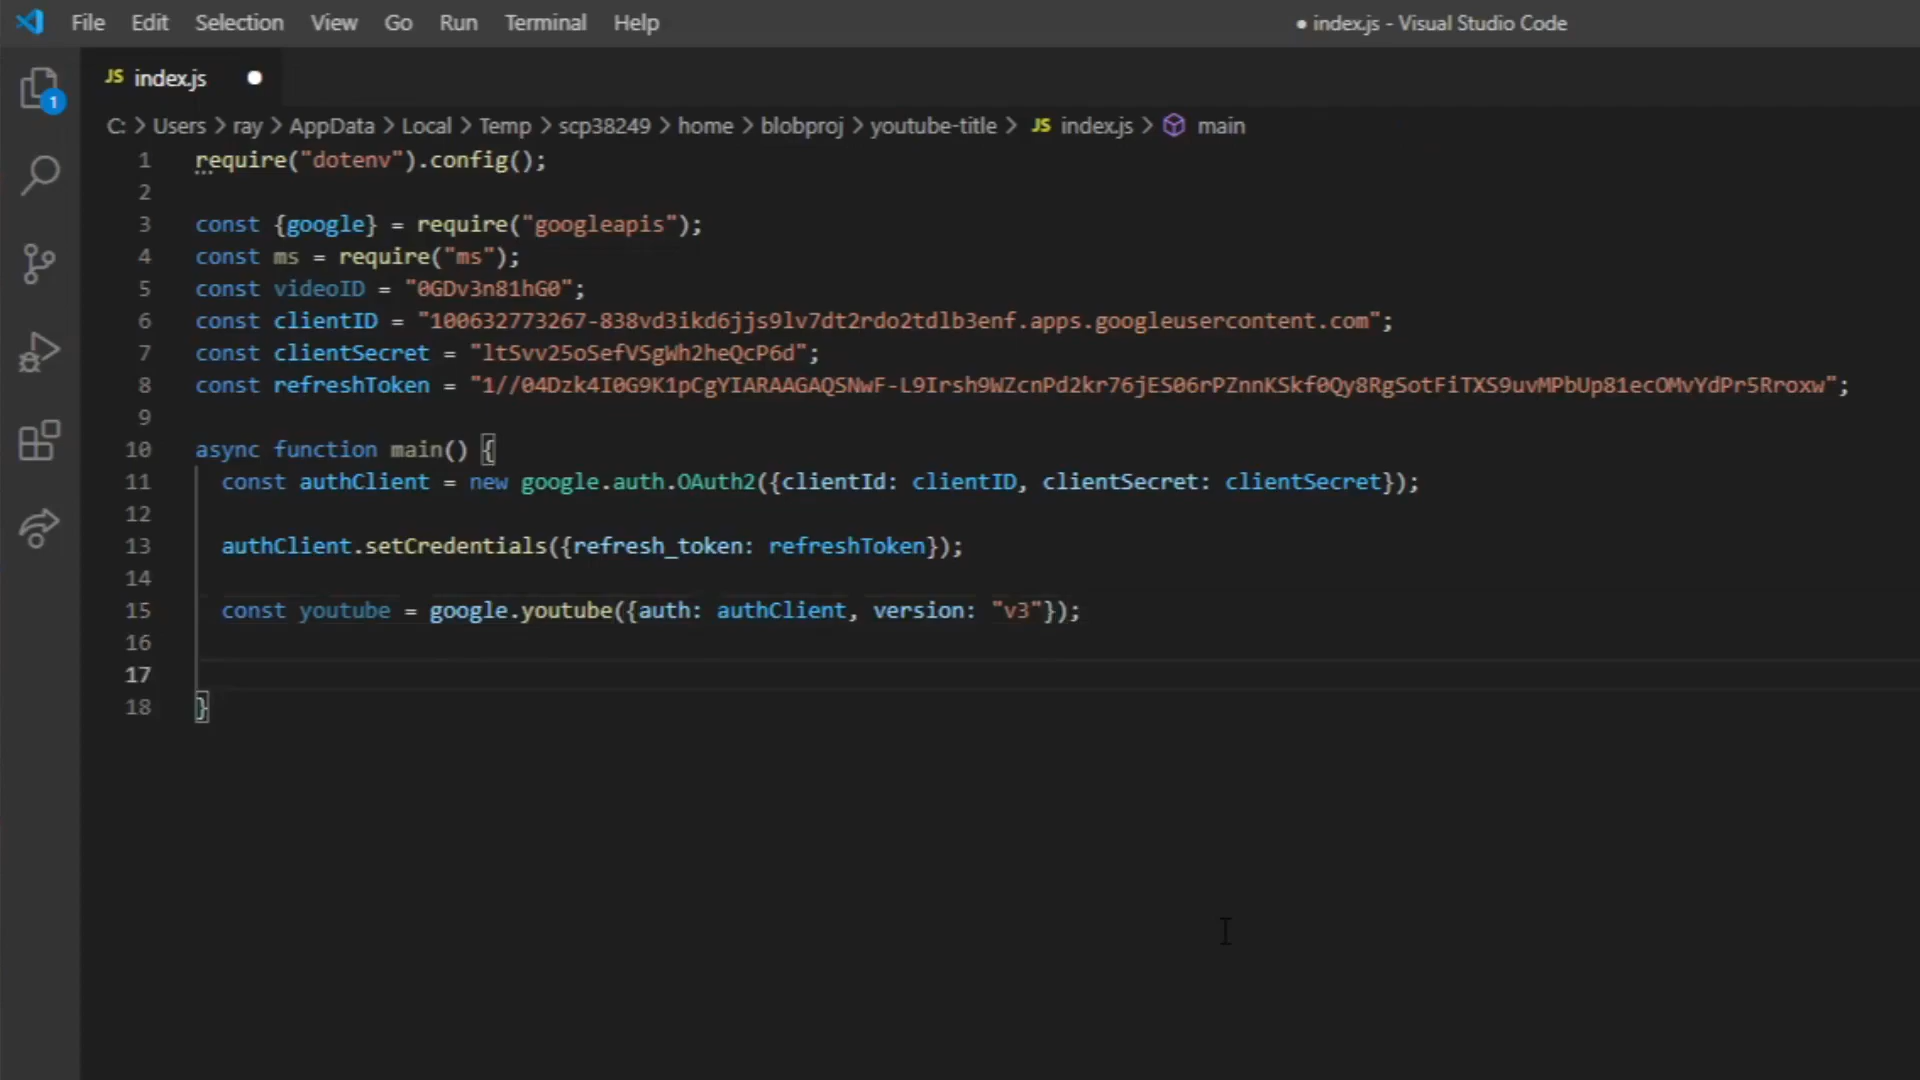 File Edit Selection View Go Run Terminal Help
● index.js - Visual Studio Code
1
JS index.js
C: > Users > ray > AppData > Local > Temp > scp38249 > home > blobproj > youtube-title > JS index.js > main
1 require("dotenv").config();
2
3 const {google} = require("googleapis");
4 const ms = require("ms");
5 const videoID = "0GDv3n81hG0";
6 const clientID = "100632773267-838vd3ikd6jjs9lv7dt2rdo2tdlb3enf.apps.googleusercontent.com";
7 const clientSecret = "ltSvv25oSefVSgWh2heQcP6d";
8 const refreshToken = "1//04Dzk4I0G9K1pCgYIARAAGAQSNwF-L9Irsh9WZcnPd2kr76jES06rPZnnKSkf0Qy8RgSotFiTXS9uvMPbUp81ecOMvYdPr5Rroxw";
9
10 async function main() {
11 const authClient = new google.auth.OAuth2({clientId: clientID, clientSecret: clientSecret});
12
13 authClient.setCredentials({refresh_token: refreshToken});
14
15 const youtube = google.youtube({auth: authClient, version: "v3"});
16
17
18 }